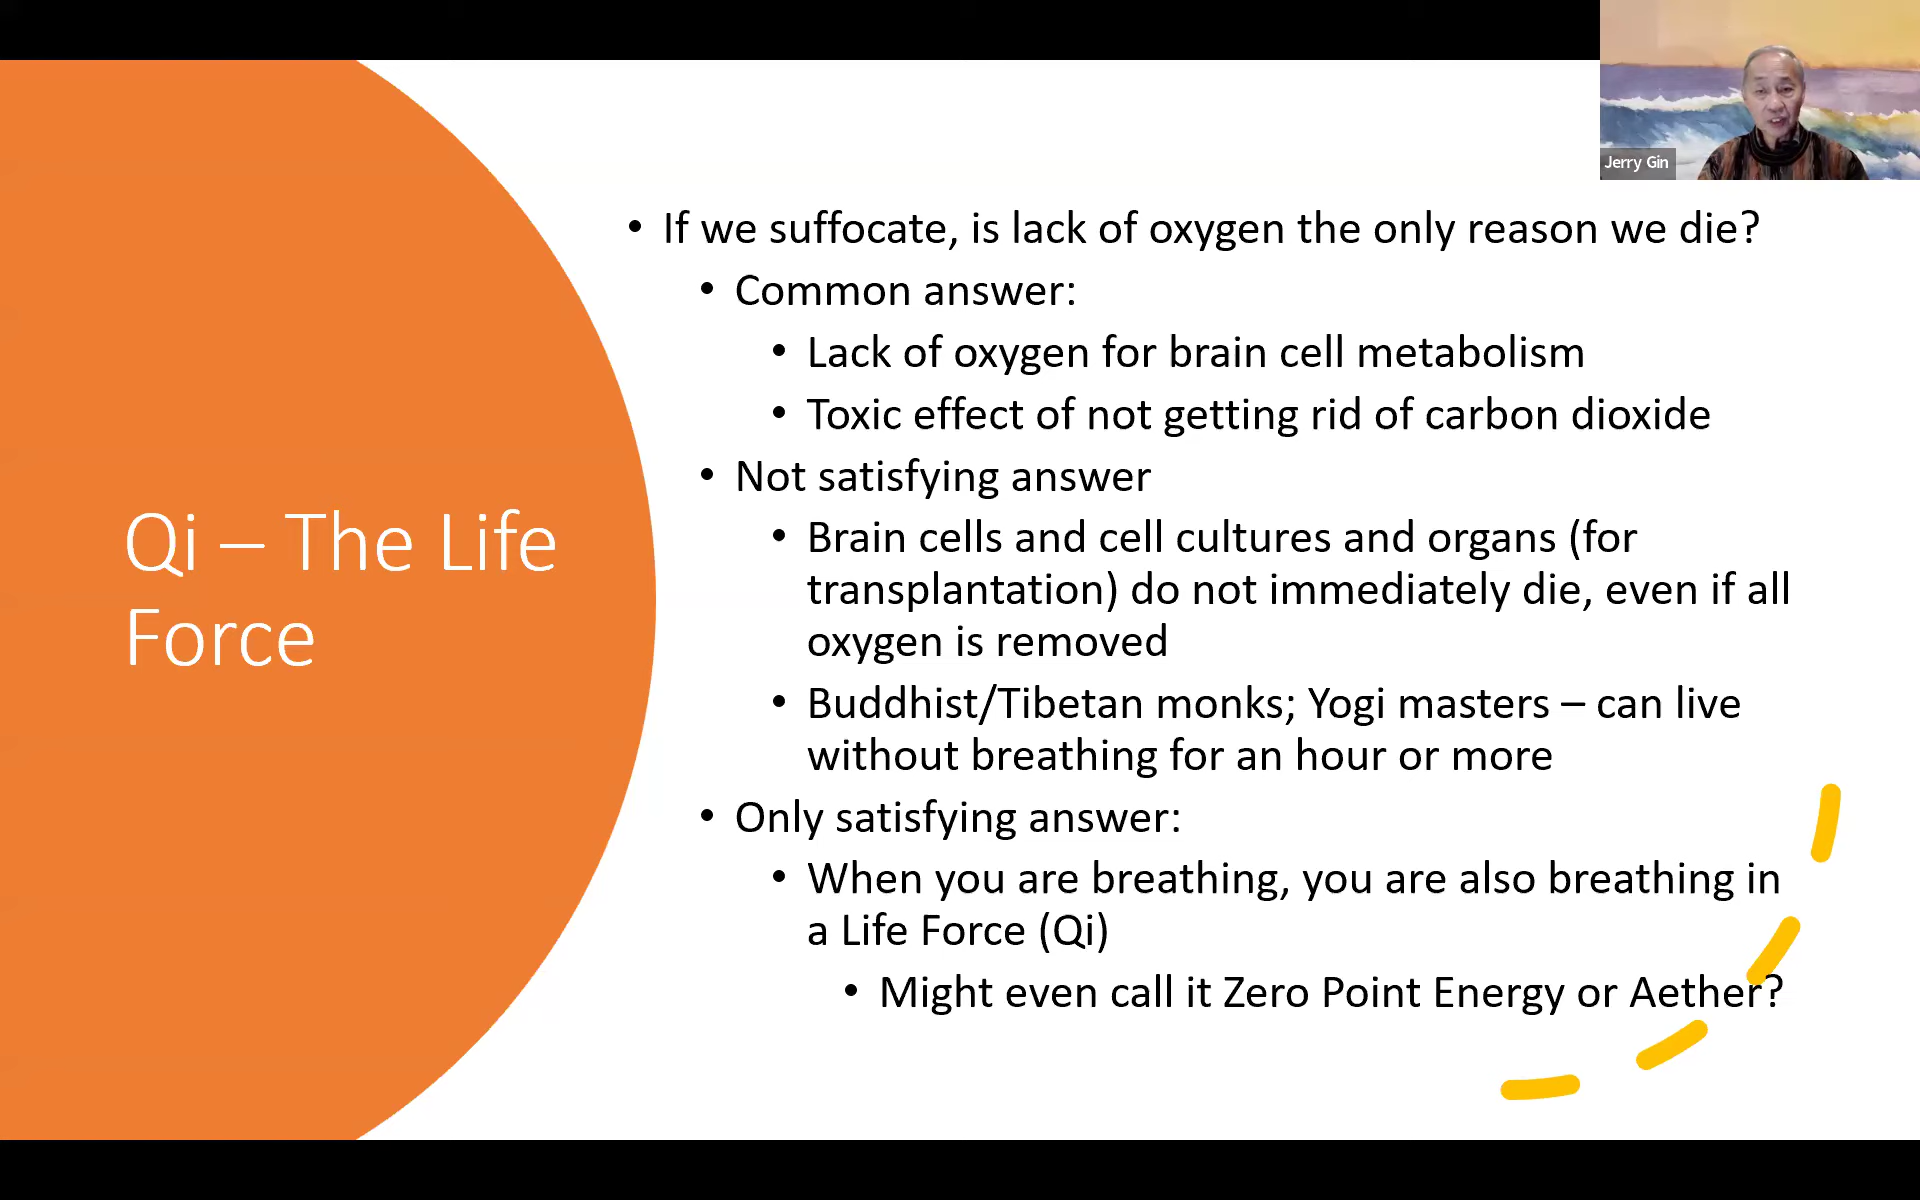 Jerry Gin
Qi – The Life
Force
• If we suffocate, is lack of oxygen the only reason we die?
• Common answer:
• Lack of oxygen for brain cell metabolism
• Toxic effect of not getting rid of carbon dioxide
• Not satisfying answer
• Brain cells and cell cultures and organs (for
transplantation) do not immediately die, even if all
oxygen is removed
• Buddhist/Tibetan monks; Yogi masters – can live
without breathing for an hour or more
• Only satisfying answer:
• When you are breathing, you are also breathing in
a Life Force (Qi)
• Might even call it Zero Point Energy or Aether?